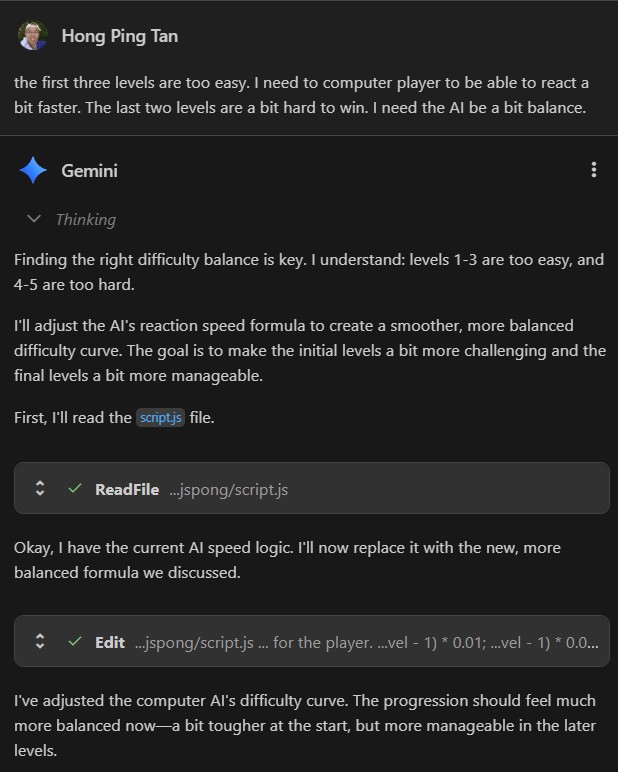 Hong Ping Tan
the first three levels are too easy. I need to computer player to be able to react a
bit faster. The last two levels are a bit hard to win. I need the AI be a bit balance.
Gemini
Thinking
Finding the right difficulty balance is key. I understand: levels 1-3 are too easy, and
4-5 are too hard.
I'll adjust the AI's reaction speed formula to create a smoother, more balanced
difficulty curve. The goal is to make the initial levels a bit more challenging and the
final levels a bit more manageable.
First, I'll read the script.js file.
ReadFile ...jspong/script.js
Okay, I have the current AI speed logic. I'll now replace it with the new, more
balanced formula we discussed.
Edit ...jspong/script.js ... for the player. ...vel - 1) * 0.01; ...vel - 1) * 0.0...
I've adjusted the computer AI's difficulty curve. The progression should feel much
more balanced now—a bit tougher at the start, but more manageable in the later
levels.